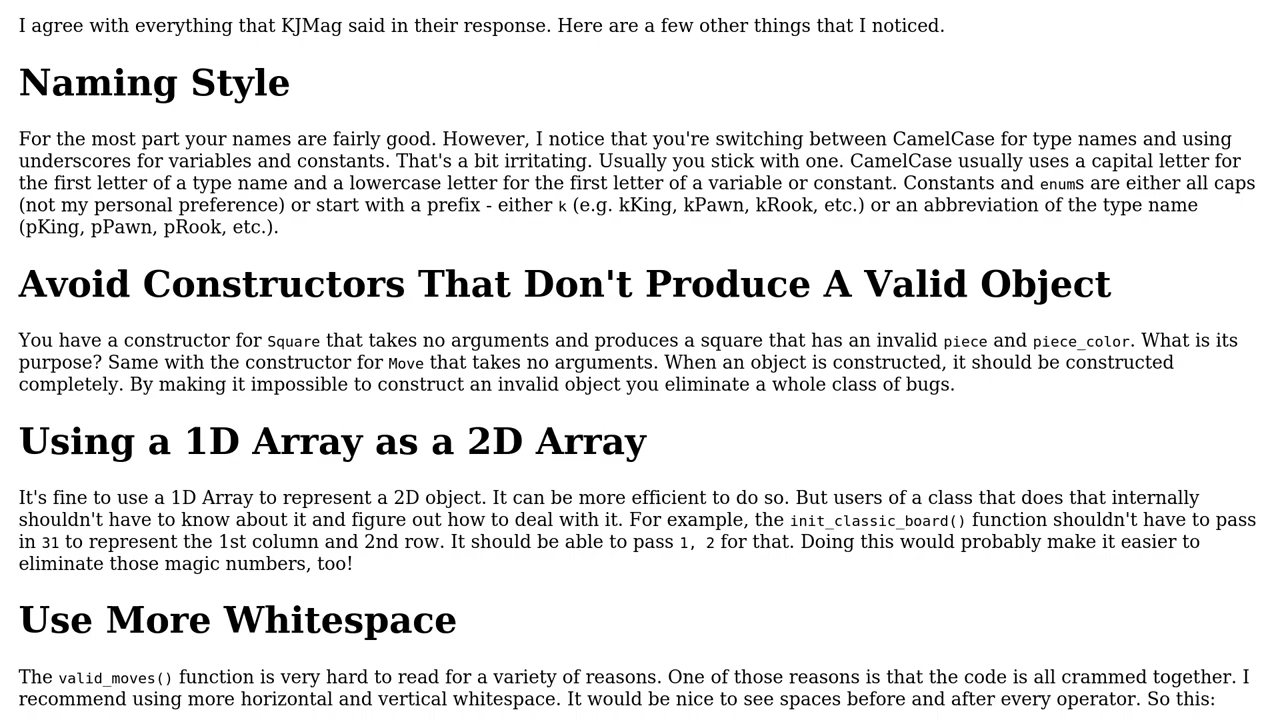 I agree with everything that KJMag said in their response. Here are a few other things that I noticed.
Naming Style
For the most part your names are fairly good. However, I notice that you're switching between CamelCase for type names and using
underscores for variables and constants. That's a bit irritating. Usually you stick with one. CamelCase usually uses a capital letter for
the first letter of a type name and a lowercase letter for the first letter of a variable or constant. Constants and enums are either all caps
(not my personal preference) or start with a prefix - either k (e.g. kKing, kPawn, kRook, etc.) or an abbreviation of the type name
(pKing, pPawn, pRook, etc.).
Avoid Constructors That Don't Produce A Valid Object
You have a constructor for Square that takes no arguments and produces a square that has an invalid piece and piece_color. What is its
purpose? Same with the constructor for Move that takes no arguments. When an object is constructed, it should be constructed
completely. By making it impossible to construct an invalid object you eliminate a whole class of bugs.
Using a 1D Array as a 2D Array
It's fine to use a 1D Array to represent a 2D object. It can be more efficient to do so. But users of a class that does that internally
shouldn't have to know about it and figure out how to deal with it. For example, the init_classic_board() function shouldn't have to pass
in 31 to represent the 1st column and 2nd row. It should be able to pass 1, 2 for that. Doing this would probably make it easier to
eliminate those magic numbers, too!
Use More Whitespace
The valid_moves() function is very hard to read for a variety of reasons. One of those reasons is that the code is all crammed together. I
recommend using more horizontal and vertical whitespace. It would be nice to see spaces before and after every operator. So this: